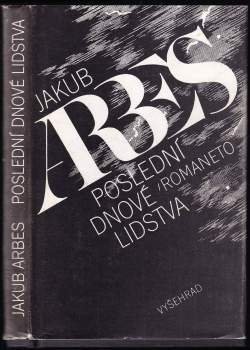 JAKUB ARBES POSLEDNÍ DNOVÉ LIDSTVA
JAKUB
ARBES
POSLEDNÍ
DNOVÉ /ROMANETO
LIDSTVA
VYŠEHRAD